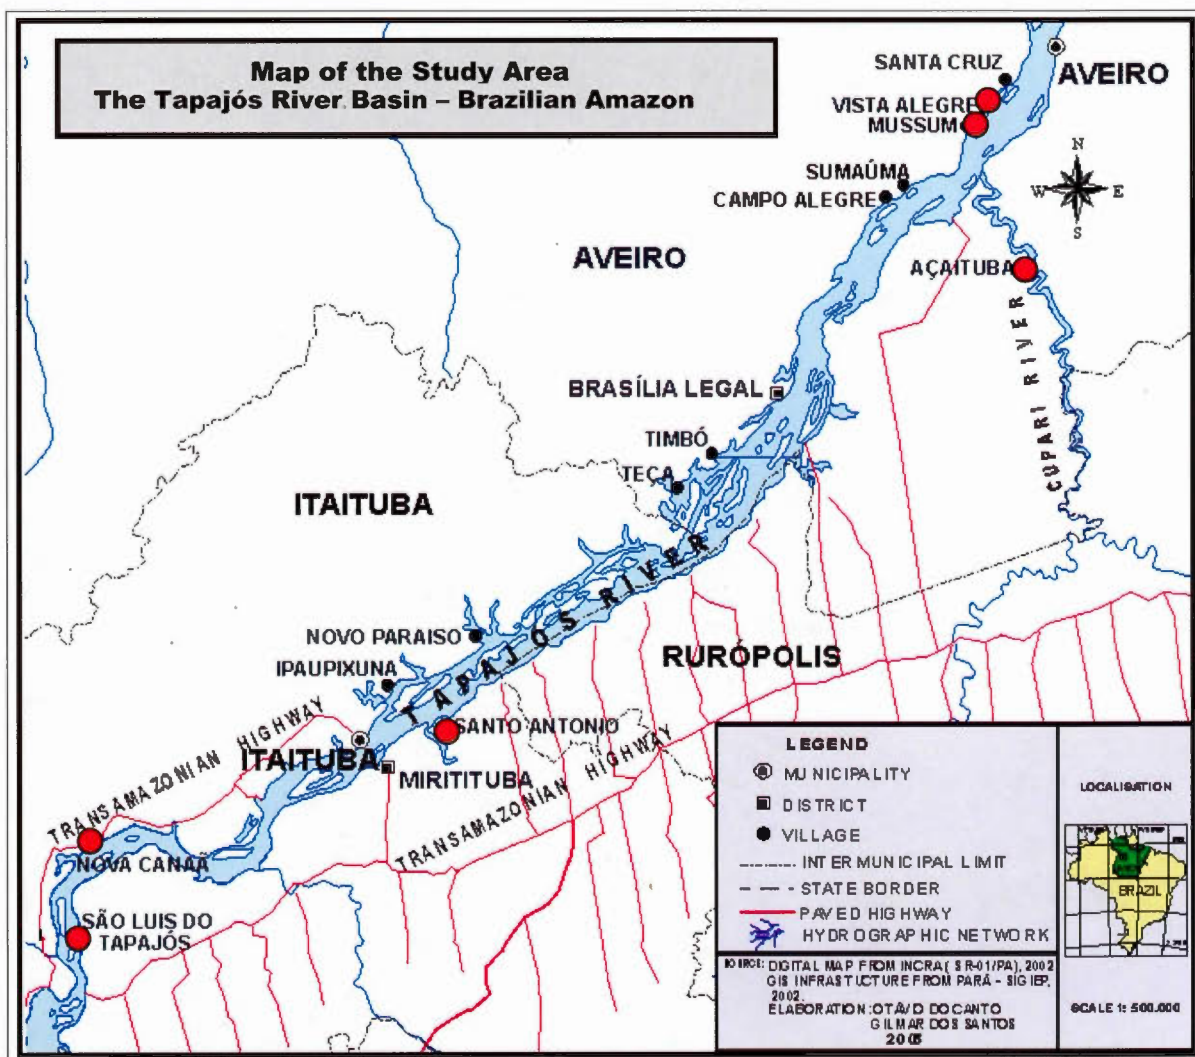 Map of the Study Area
The Tapajós River Basin – Brazilian Amazon
SANTA CRUZ
AVEIRO
VISTA ALEGRE
MUSSUM
N
W E
S
SUMAÚMA
CAMPO ALEGRE
AVEIRO
AÇAITUBA
CUPARI RIVER
BRASÍLIA LEGAL
TIMBÓ
TEÇA
ITAITUBA
TAPAJÓS RIVER
NOVO PARAISO
RURÓPOLIS
IPAUPIXUNA
SANTO ANTONIO
TRANSAMAZONIAN HIGHWAY
ITAITUBA
MIRITITUBA
TRANSAMAZONIAN HIGHWAY
NOVA CANAÃ
SÃO LUIS DO
TAPAJÓS
LEGEND
MUNICIPALITY
DISTRICT
VILLAGE
INTER MUNICIPAL LIMIT
STATE BORDER
PAVED HIGHWAY
HYDROGRAPHIC NETWORK
LOCALISATION
BRAZIL
SCALE 1: 500.000
DIGITAL MAP FROM INCRA( SR-01/PA), 2002
GIS INFRASTUCTURE FROM PARÁ - SIGIEP,
2002.
ELABORATION: OTÁVIO DO CANTO
GILMAR DOS SANTOS